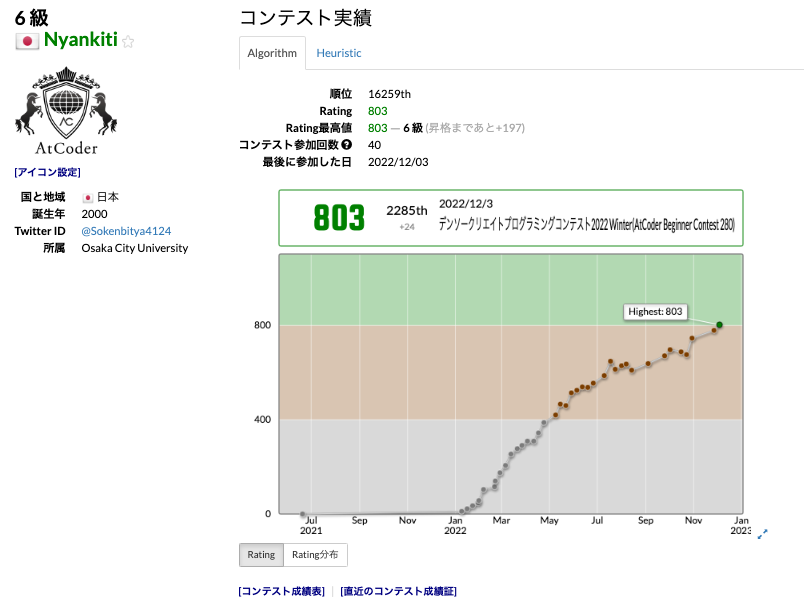 6 級
Nyankiti
AC
AtCoder
[アイコン設定]
国と地域 日本
誕生年 2000
Twitter ID @Sokenbitya4124
所属 Osaka City University
コンテスト実績
Algorithm Heuristic
順位 16259th
Rating 803
Rating最高値 803 ― 6 級 (昇格まであと+197)
コンテスト参加回数 ? 40
最後に参加した日 2022/12/03
803 2285th +24
2022/12/3
デンソークリエイトプログラミングコンテスト2022 Winter(AtCoder Beginner Contest 280)
Highest: 803
800
400
0
Jul Sep Nov Jan Mar May Jul Sep Nov Jan
2021 2022 2023
Rating Rating分布
[コンテスト成績表] [直近のコンテスト成績証]